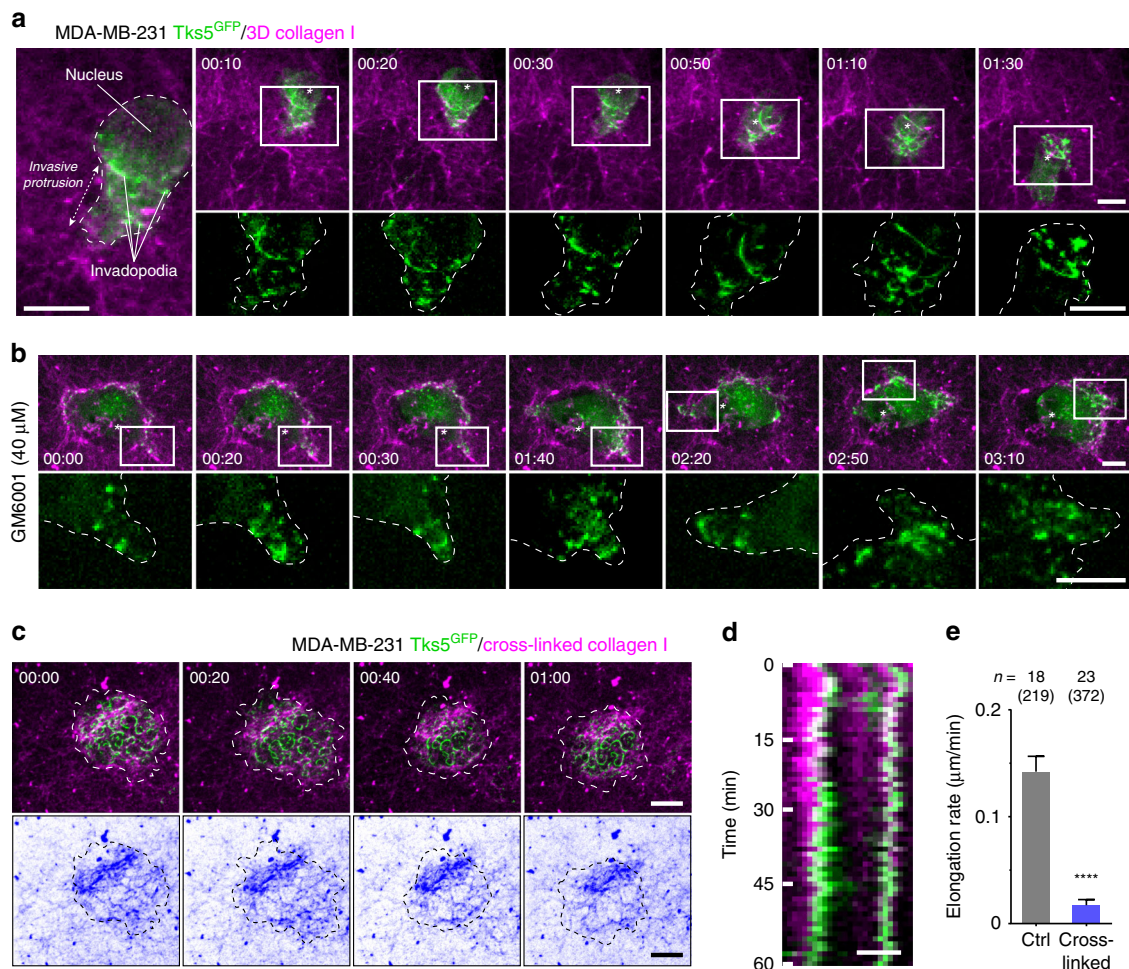 a
MDA-MB-231 Tks5GFP/3D collagen I
Nucleus
Invasive
protrusion
Invadopodia
00:10
00:20
00:30
00:50
01:10
01:30
*
*
*
*
*
*
b
GM6001 (40 μM)
00:00
00:20
00:30
01:40
02:20
02:50
03:10
*
*
*
*
*
*
*
c
MDA-MB-231 Tks5GFP/cross-linked collagen I
00:00
00:20
00:40
01:00
d
Time (min)
0
15
30
45
60
e
n = 18 23
(219) (372)
Elongation rate (μm/min)
0.2
0.1
0
****
Ctrl Cross-
linked